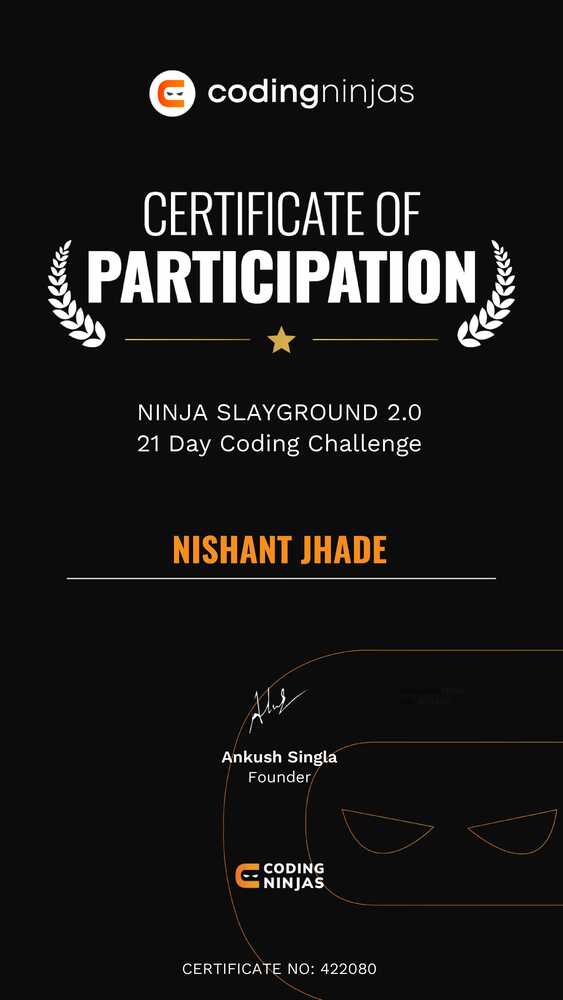 codingninjas
CERTIFICATE OF
PARTICIPATION
NINJA SLAYGROUND 2.0
21 Day Coding Challenge
NISHANT JHADE
Ankush Singla
Founder
CODING
NINJAS
CERTIFICATE NO: 422080